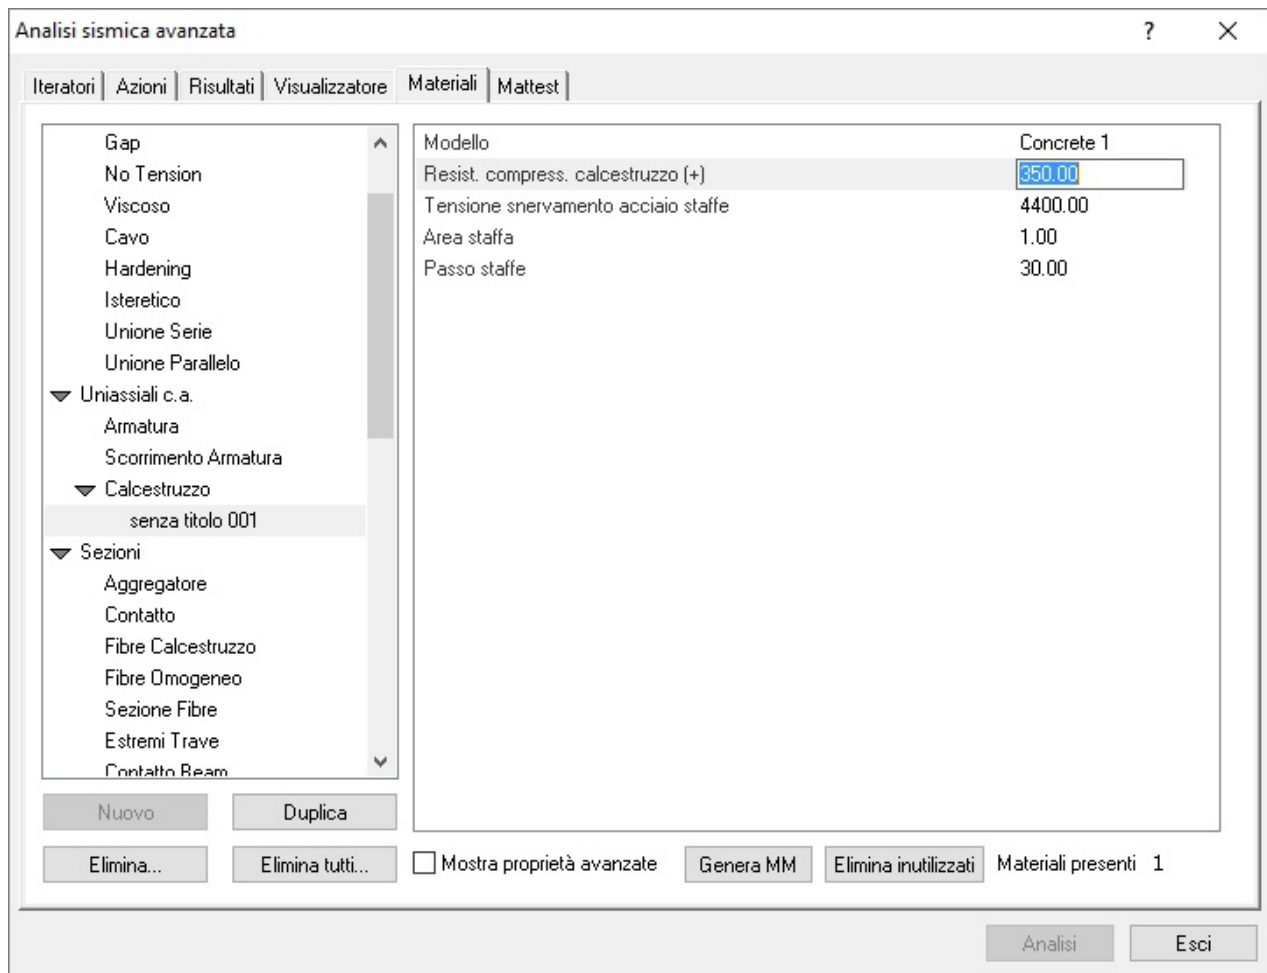 Analisi sismica avanzata ? ×
Iteratori Azioni Risultati Visualizzatore Materiali Mattest
Gap
No Tension
Viscoso
Cavo
Hardening
Isteretico
Unione Serie
Unione Parallelo
Uniassiali c.a.
Armatura
Scorrimento Armatura
Calcestruzzo
senza titolo 001
Sezioni
Aggregatore
Contatto
Fibre Calcestruzzo
Fibre Omogeneo
Sezione Fibre
Estremi Trave
Contatto Beam
Modello Concrete 1
Resist. compress. calcestruzzo (+) 350.00
Tensione snervamento acciaio staffe 4400.00
Area staffa 1.00
Passo staffe 30.00
Nuovo Duplica
Elimina... Elimina tutti... Mostra proprietà avanzate Genera MM Elimina inutilizzati Materiali presenti 1
Analisi Esci